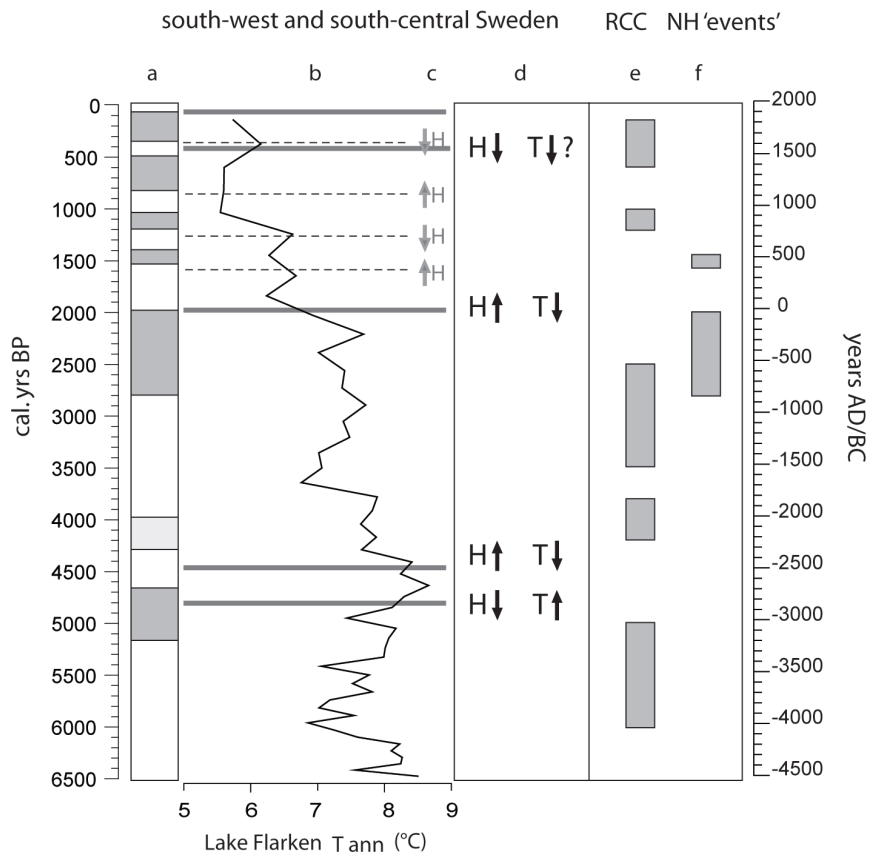 south-west and south-central Sweden RCC NH 'events'
a b c d e f
cal. yrs BP
0
500
1000
1500
2000
2500
3000
3500
4000
4500
5000
5500
6000
6500
H
H
H
H
H T ?
H T
H T
H T
2000
1500
1000
500
0
-500
-1000
-1500
-2000
-2500
-3000
-3500
-4000
-4500
years AD/BC
5 6 7 8 9
Lake Flarken T ann (°C)